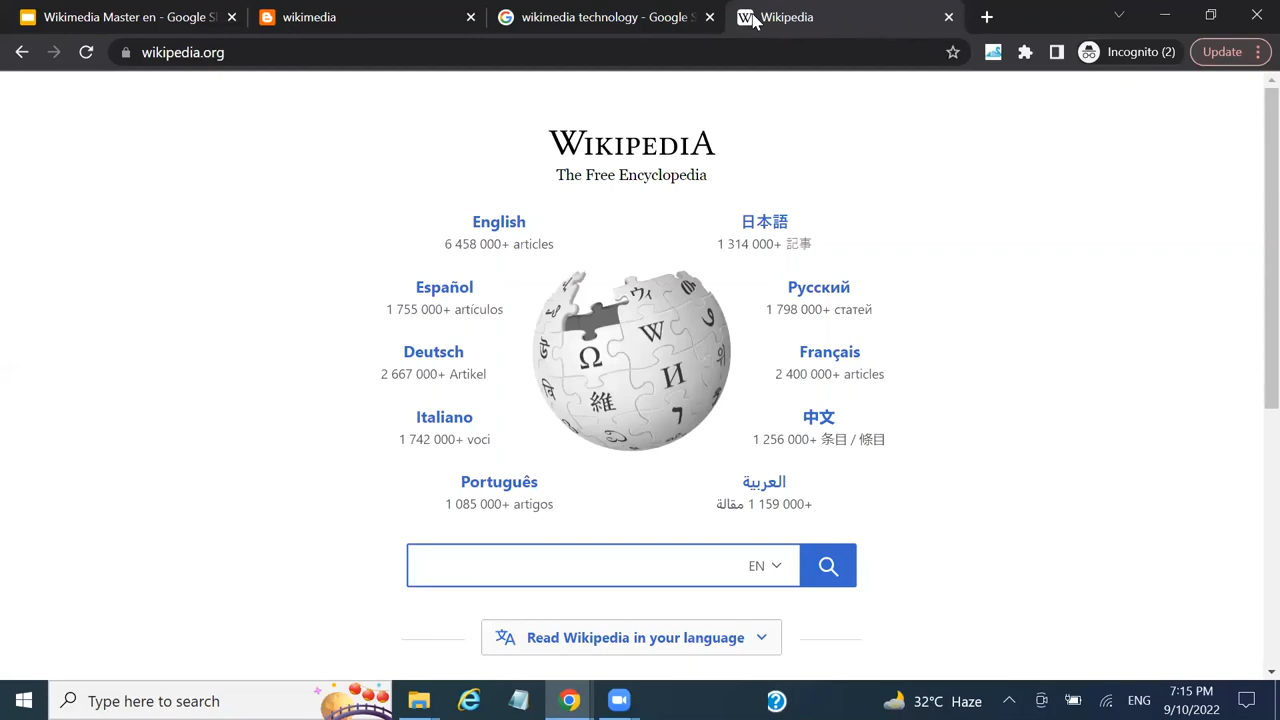 Wikimedia Master en - Google Sl
wikimedia
wikimedia technology - Google S
Wikipedia
wikipedia.org
Incognito (2)
Update
WIKIPEDIA
The Free Encyclopedia
English
6 458 000+ articles
日本語
1 314 000+ 記事
Español
1 755 000+ artículos
Русский
1 798 000+ статей
Deutsch
2 667 000+ Artikel
Français
2 400 000+ articles
Italiano
1 742 000+ voci
中文
1 256 000+ 条目 / 條目
Português
1 085 000+ artigos
العربية
1 159 000+ مقالة
Ω
W
И
維
ウィ
EN
Read Wikipedia in your language
Type here to search
32°C Haze
ENG
7:15 PM
9/10/2022